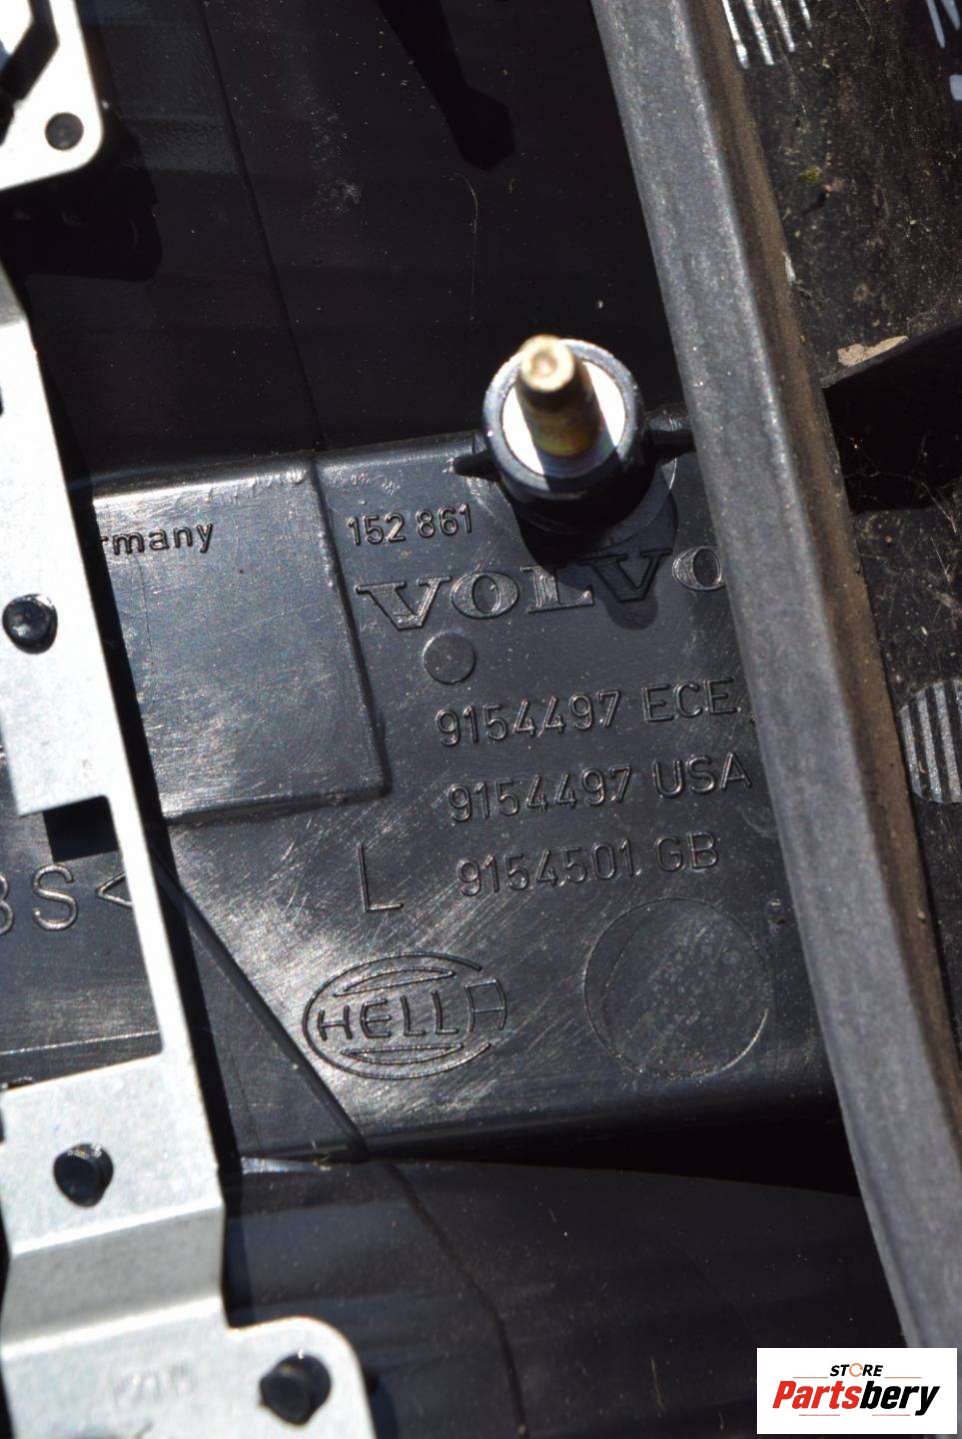 rmany
152 861
VOLVO
9154497 ECE
9154497 USA
L 9154501 GB
S<
HELLA
STORE
Partsbery